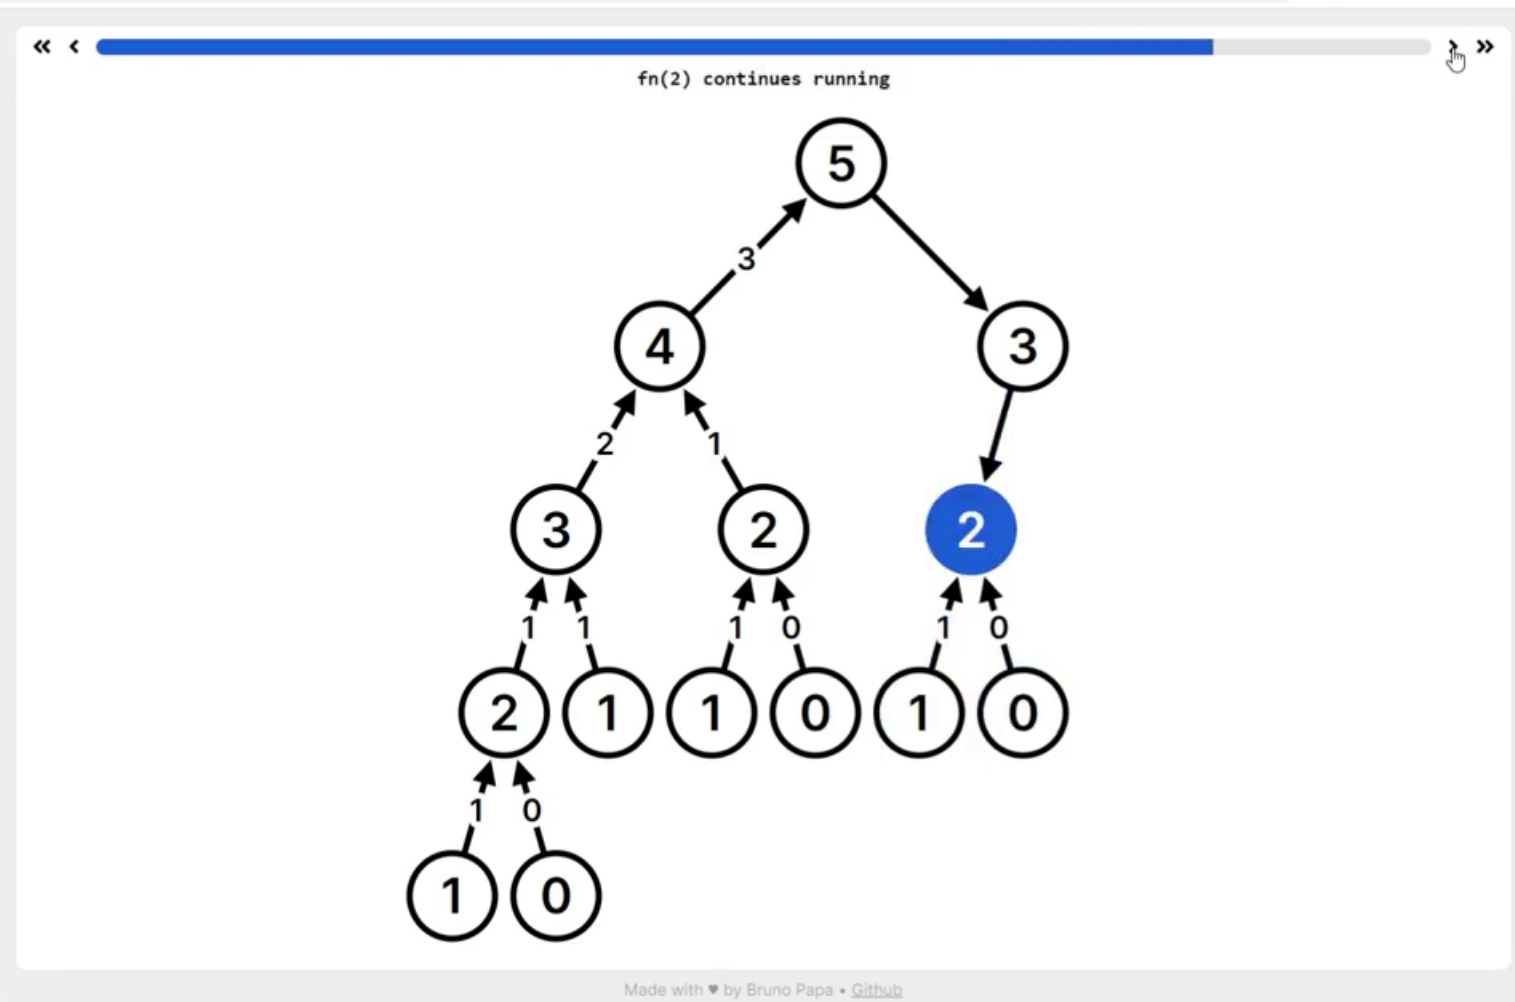 « ‹ › »
fn(2) continues running
5
3
4 3
2 1
3 2 2
1 1 1 0 1 0
2 1 1 0 1 0
1 0
1 0
Made with ♥ by Bruno Papa • Github